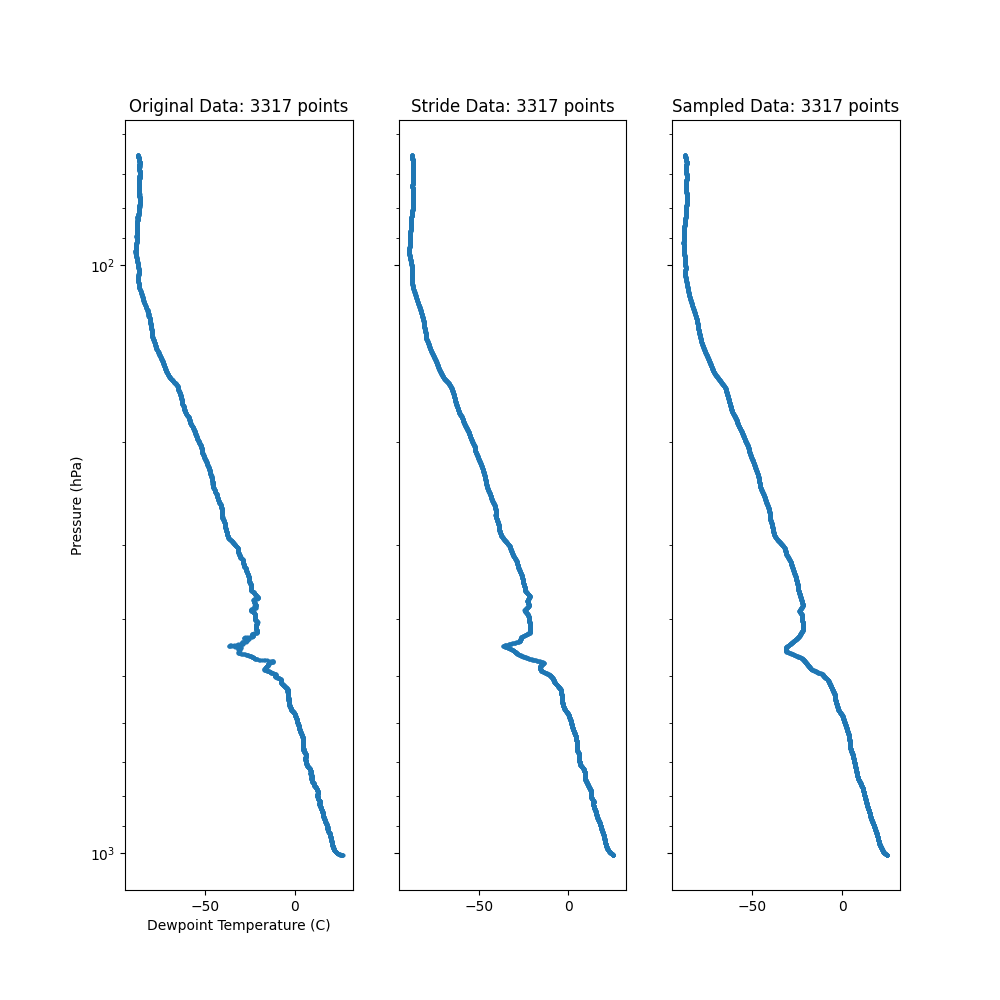 Original Data: 3317 points
Stride Data: 3317 points
Sampled Data: 3317 points
10²
10³
Pressure (hPa)
−50 0
−50 0
−50 0
Dewpoint Temperature (C)